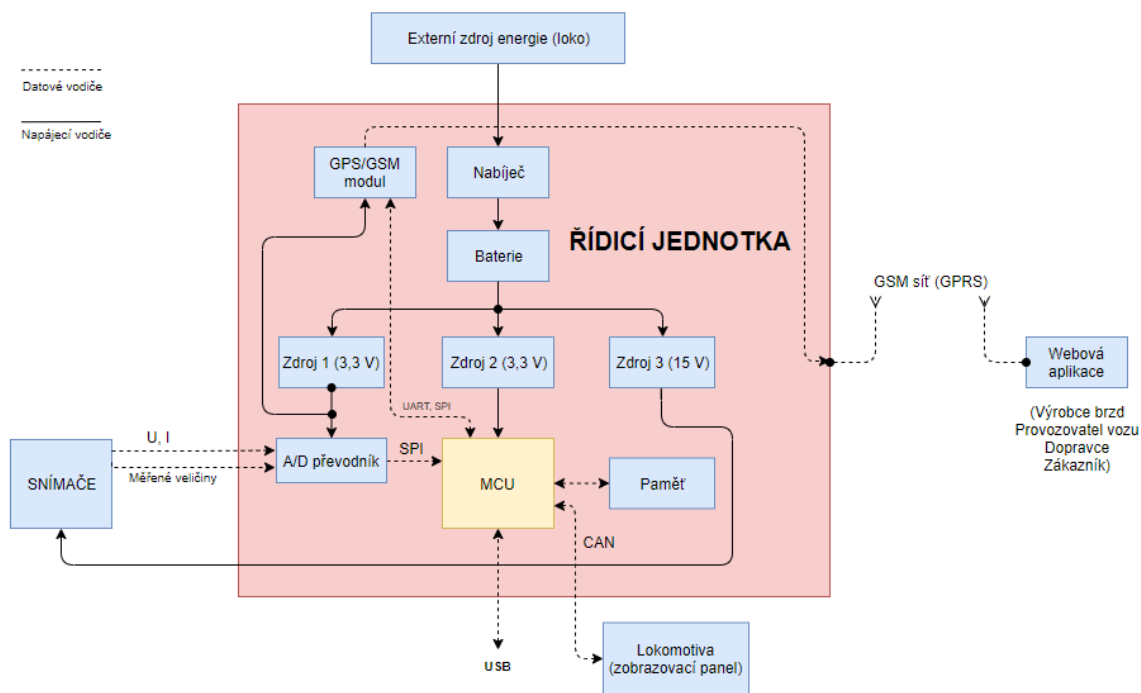 Externí zdroj energie (loko)
Datové vodiče
Napájecí vodiče
GPS/GSM
modul
Nabíječ
ŘÍDICÍ JEDNOTKA
Baterie
GSM síť (GPRS)
Zdroj 1 (3,3 V)
Zdroj 2 (3,3 V)
Zdroj 3 (15 V)
Webová
aplikace
(Výrobce brzd
Provozovatel vozu
Dopravce
Zákazník)
UART, SPI
U, I
Měřené veličiny
SNÍMAČE
A/D převodník
SPI
MCU
Paměť
CAN
USB
Lokomotiva
(zobrazovací panel)